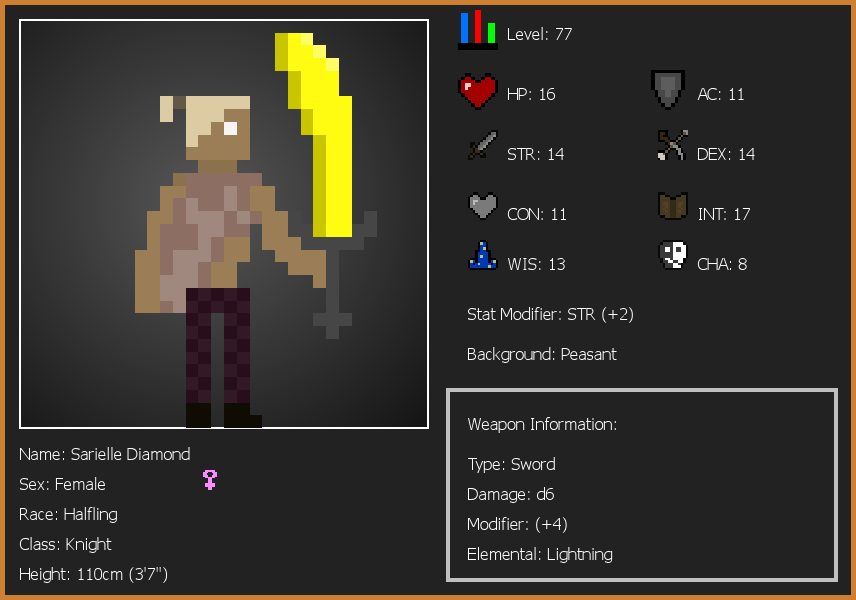 Level: 77
HP: 16
AC: 11
STR: 14
DEX: 14
CON: 11
INT: 17
WIS: 13
CHA: 8
Stat Modifier: STR (+2)
Background: Peasant
Weapon Information:
Type: Sword
Damage: d6
Modifier: (+4)
Elemental: Lightning
Name: Sarielle Diamond
Sex: Female
Race: Halfling
Class: Knight
Height: 110cm (3'7")